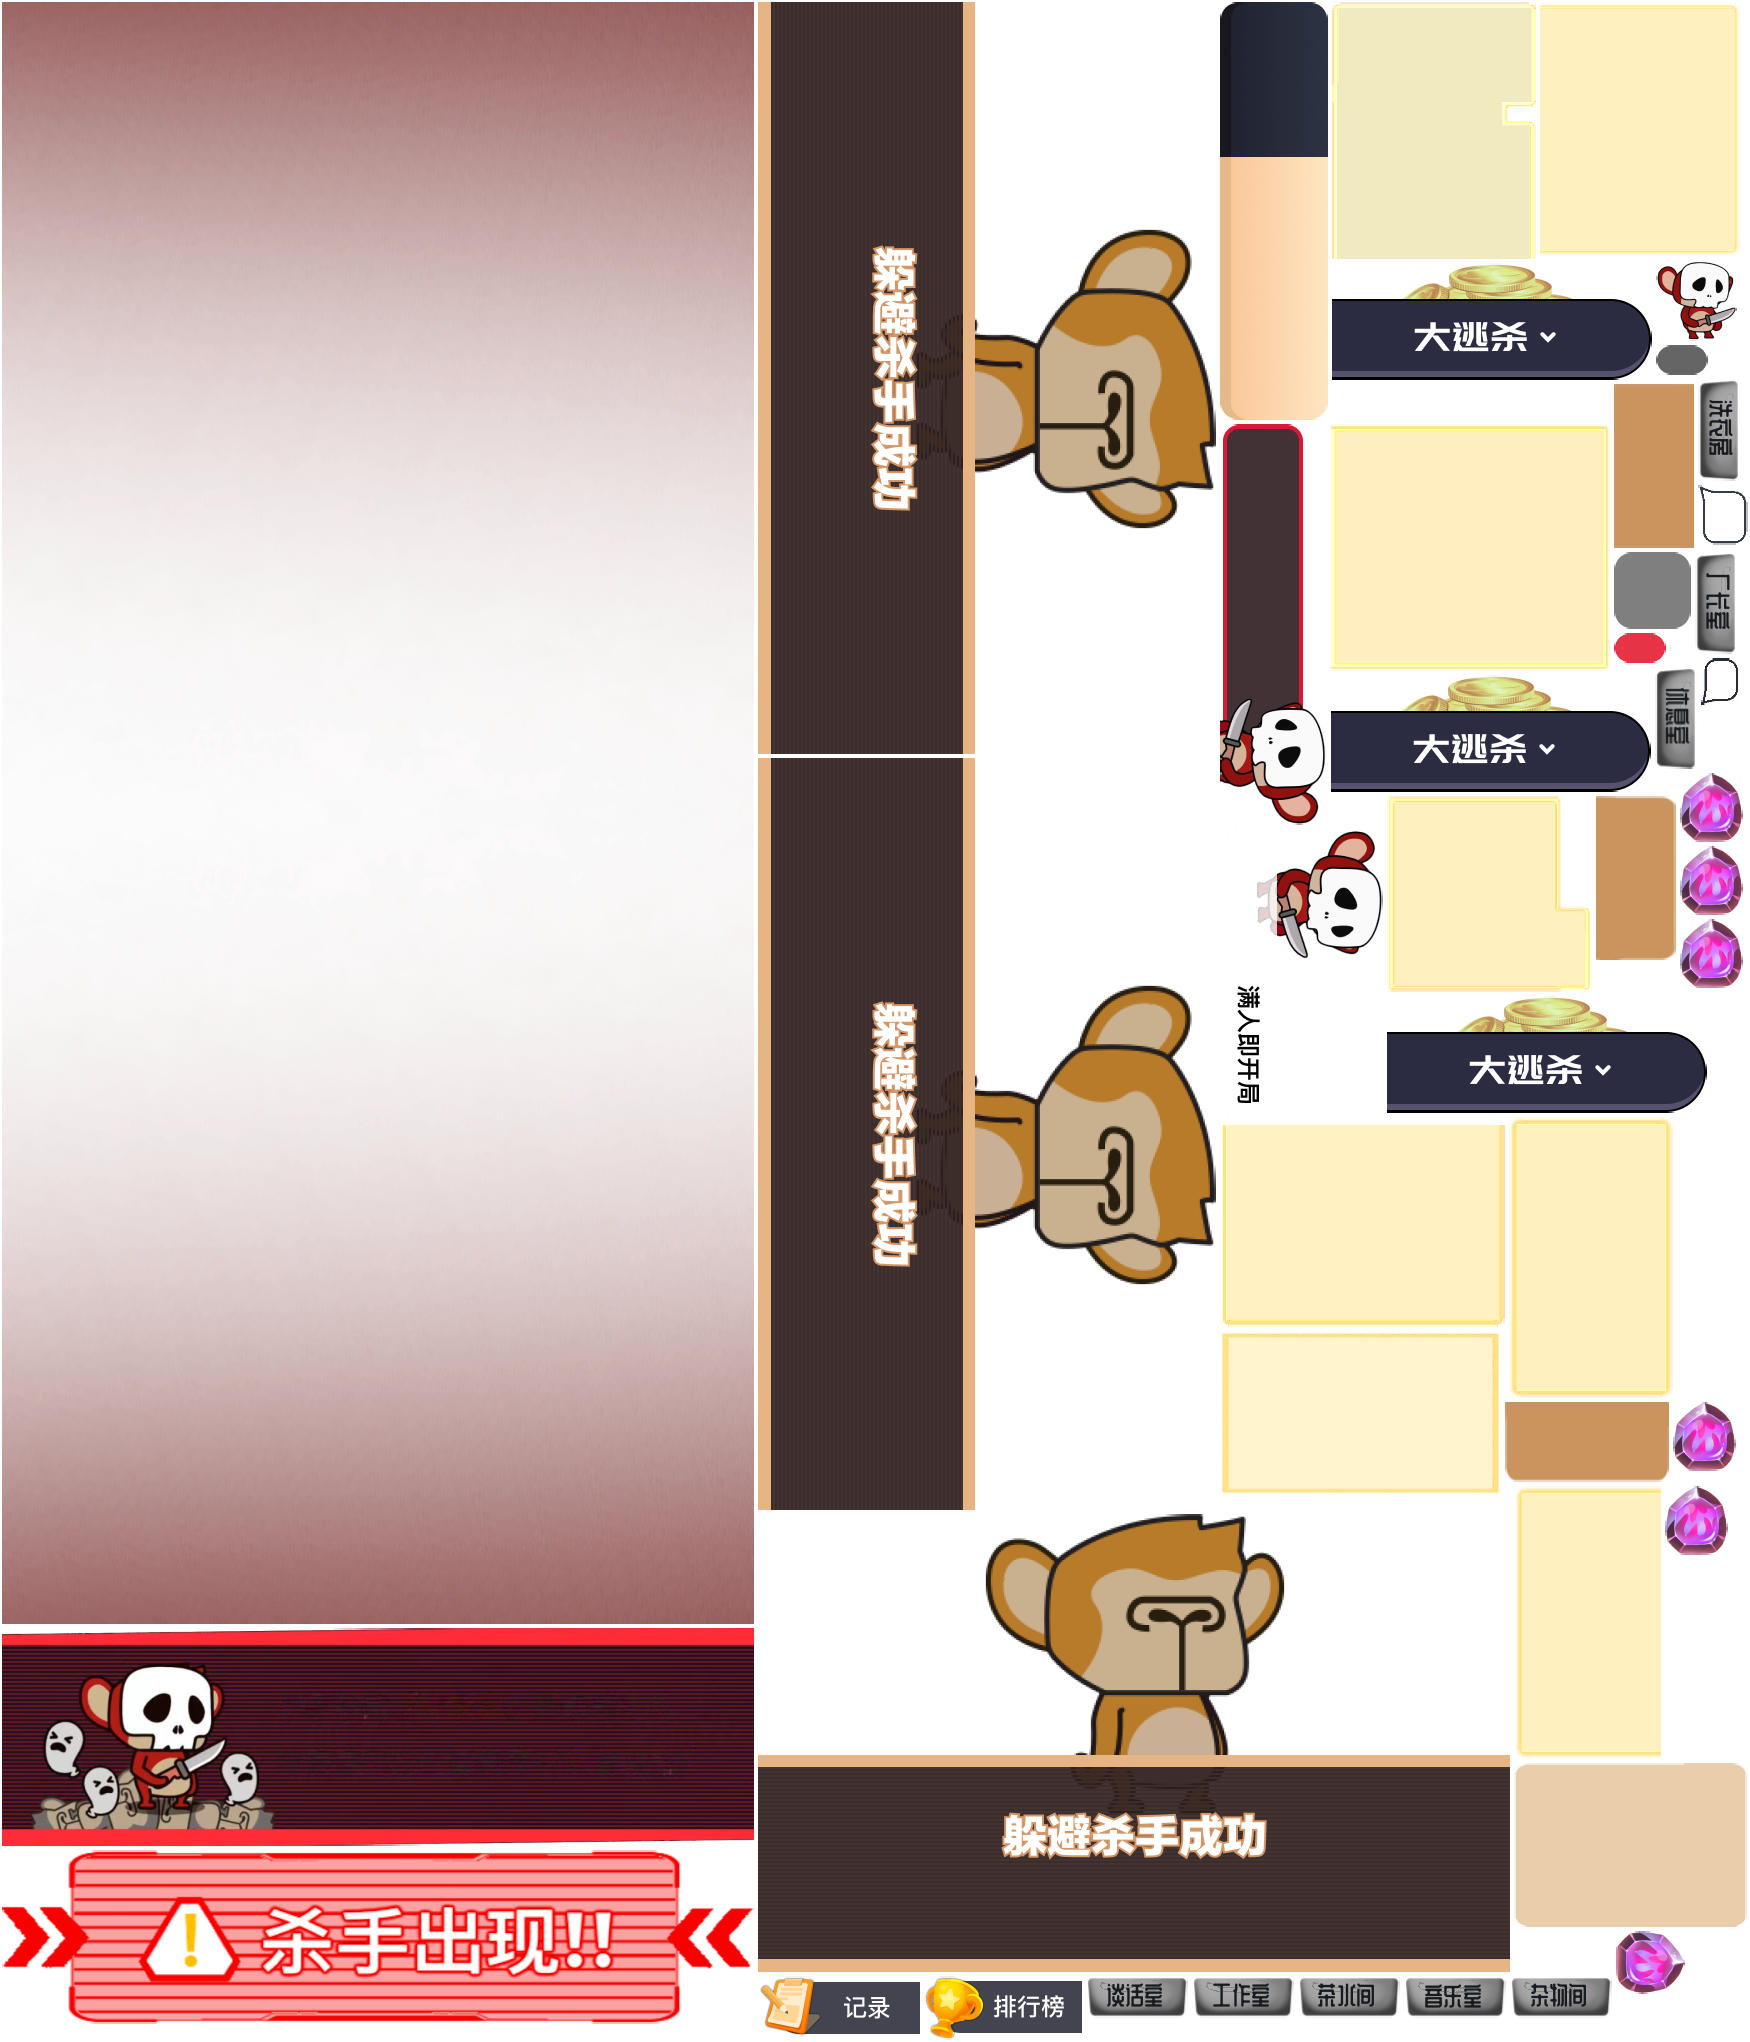 躲避杀手成功
大逃杀
洗衣房
厂长室
休息室
大逃杀
满人即开局
大逃杀
躲避杀手成功
躲避杀手成功
杀手出现!!
记录
排行榜
谈话室
工作室
茶水间
音乐室
杂物间